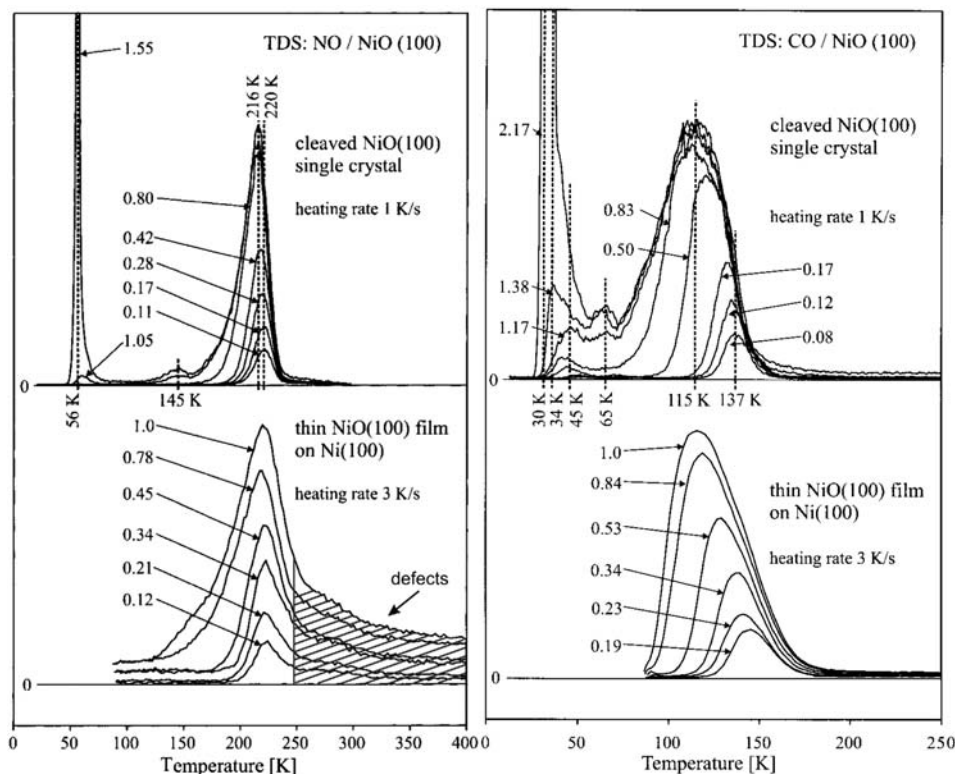 TDS: NO / NiO (100)
1.55
216 K
220 K
cleaved NiO(100)
single crystal
0.80
heating rate 1 K/s
0.42
0.28
0.17
0.11
1.05
0
56 K
145 K
1.0
thin NiO(100) film
on Ni(100)
0.78
heating rate 3 K/s
0.45
0.34
defects
0.21
0.12
0
0
50
100
150
200
250
300
350
400
Temperature [K]
TDS: CO / NiO (100)
2.17
cleaved NiO(100)
single crystal
0.83
heating rate 1 K/s
0.50
0.17
1.38
0.12
1.17
0.08
0
30 K
34 K
45 K
65 K
115 K
137 K
1.0
0.84
thin NiO(100) film
on Ni(100)
0.53
heating rate 3 K/s
0.34
0.23
0.19
0
50
100
150
200
250
Temperature [K]